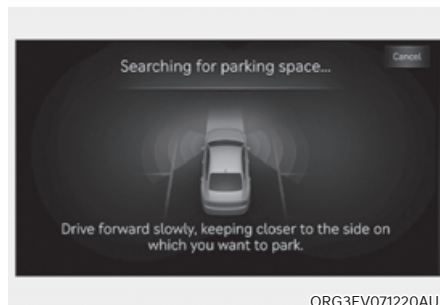 Cancel
Searching for parking space...
Drive forward slowly, keeping closer to the side on
which you want to park.
ORG3EV071220AU